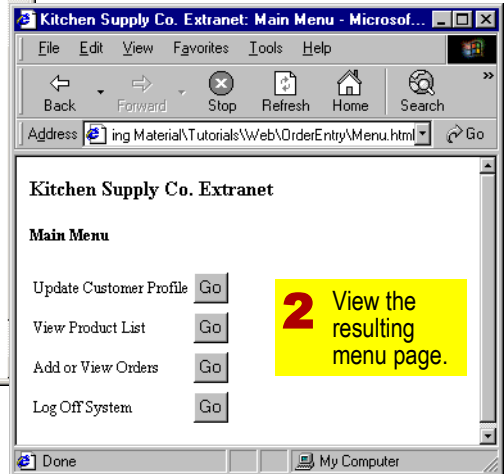 Kitchen Supply Co. Extranet: Main Menu - Microsof...
File Edit View Favorites Tools Help
Back Forward Stop Refresh Home Search »
Address ing Material\Tutorials\Web\OrderEntry\Menu.html Go
Kitchen Supply Co. Extranet
Main Menu
Update Customer Profile Go
View Product List Go
Add or View Orders Go
Log Off System Go
2 View the
resulting
menu page.
Done My Computer